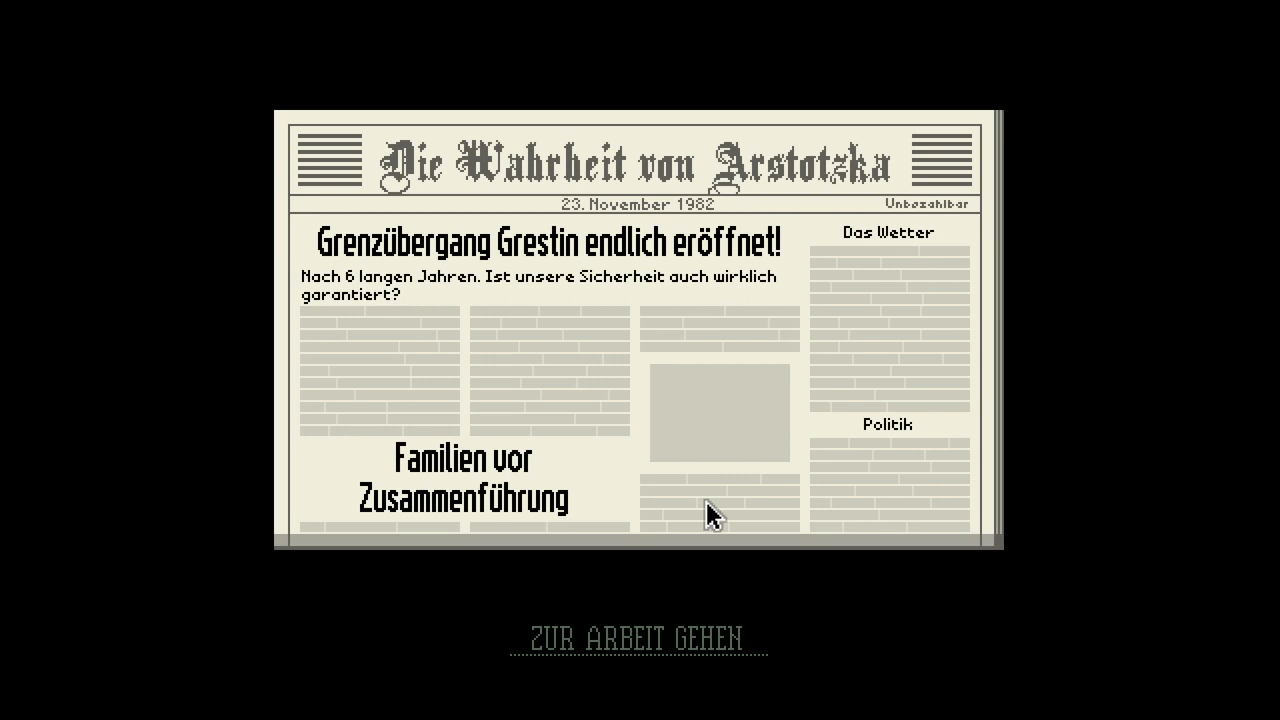 Die Wahrheit von Arstotzka
23. November 1982
Unbezahlbar
Grenzübergang Grestin endlich eröffnet!
Nach 6 langen Jahren. Ist unsere Sicherheit auch wirklich
garantiert?
Das Wetter
Politik
Familien vor
Zusammenführung
ZUR ARBEIT GEHEN